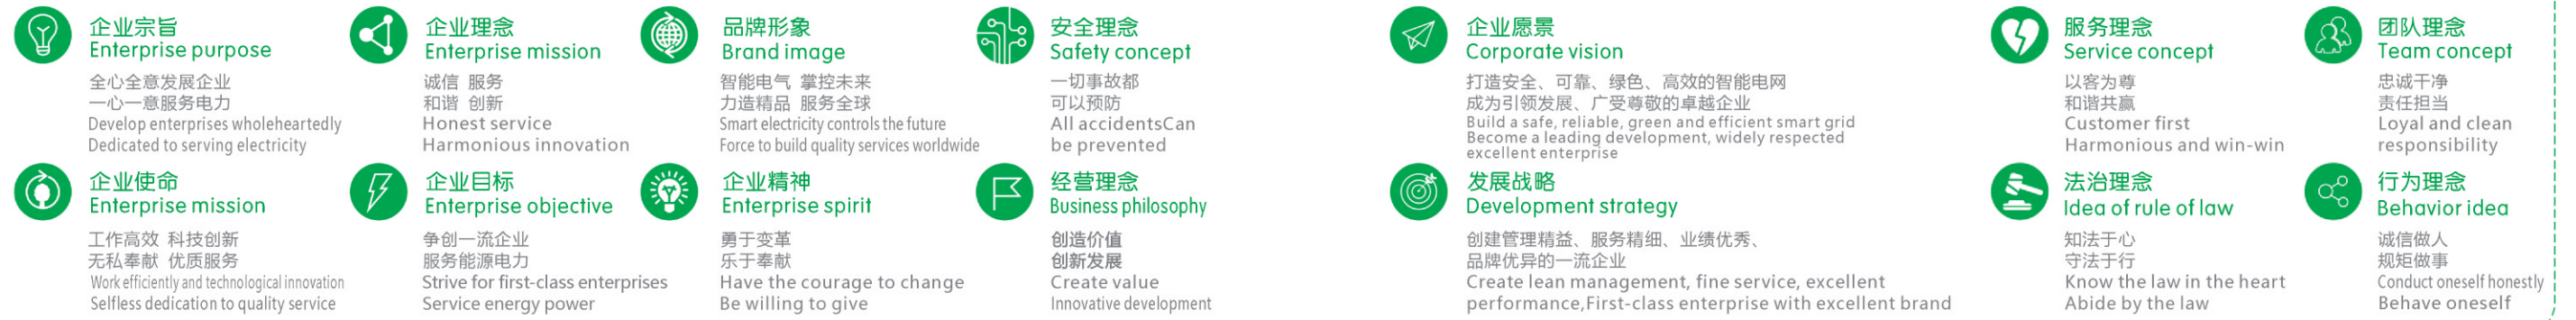 企业宗旨
Enterprise purpose
全心全意发展企业
一心一意服务电力
Develop enterprises wholeheartedly
Dedicated to serving electricity
企业理念
Enterprise mission
诚信 服务
和谐 创新
Honest service
Harmonious innovation
品牌形象
Brand image
智能电气 掌控未来
力造精品 服务全球
Smart electricity controls the future
Force to build quality services worldwide
安全理念
Safety concept
一切事故都
可以预防
All accidentsCan
be prevented
企业愿景
Corporate vision
打造安全、可靠、绿色、高效的智能电网
成为引领发展、广受尊敬的卓越企业
Build a safe, reliable, green and efficient smart grid
Become a leading development, widely respected
excellent enterprise
服务理念
Service concept
以客为尊
和谐共赢
Customer first
Harmonious and win-win
团队理念
Team concept
忠诚干净
责任担当
Loyal and clean
responsibility
企业使命
Enterprise mission
工作高效 科技创新
无私奉献 优质服务
Work efficiently and technological innovation
Selfless dedication to quality service
企业目标
Enterprise objective
争创一流企业
服务能源电力
Strive for first-class enterprises
Service energy power
企业精神
Enterprise spirit
勇于变革
乐于奉献
Have the courage to change
Be willing to give
经营理念
Business philosophy
创造价值
创新发展
Create value
Innovative development
发展战略
Development strategy
创建管理精益、服务精细、业绩优秀、
品牌优异的一流企业
Create lean management, fine service, excellent
performance,First-class enterprise with excellent brand
法治理念
Idea of rule of law
知法于心
守法于行
Know the law in the heart
Abide by the law
行为理念
Behavior idea
诚信做人
规矩做事
Conduct oneself honestly
Behave oneself